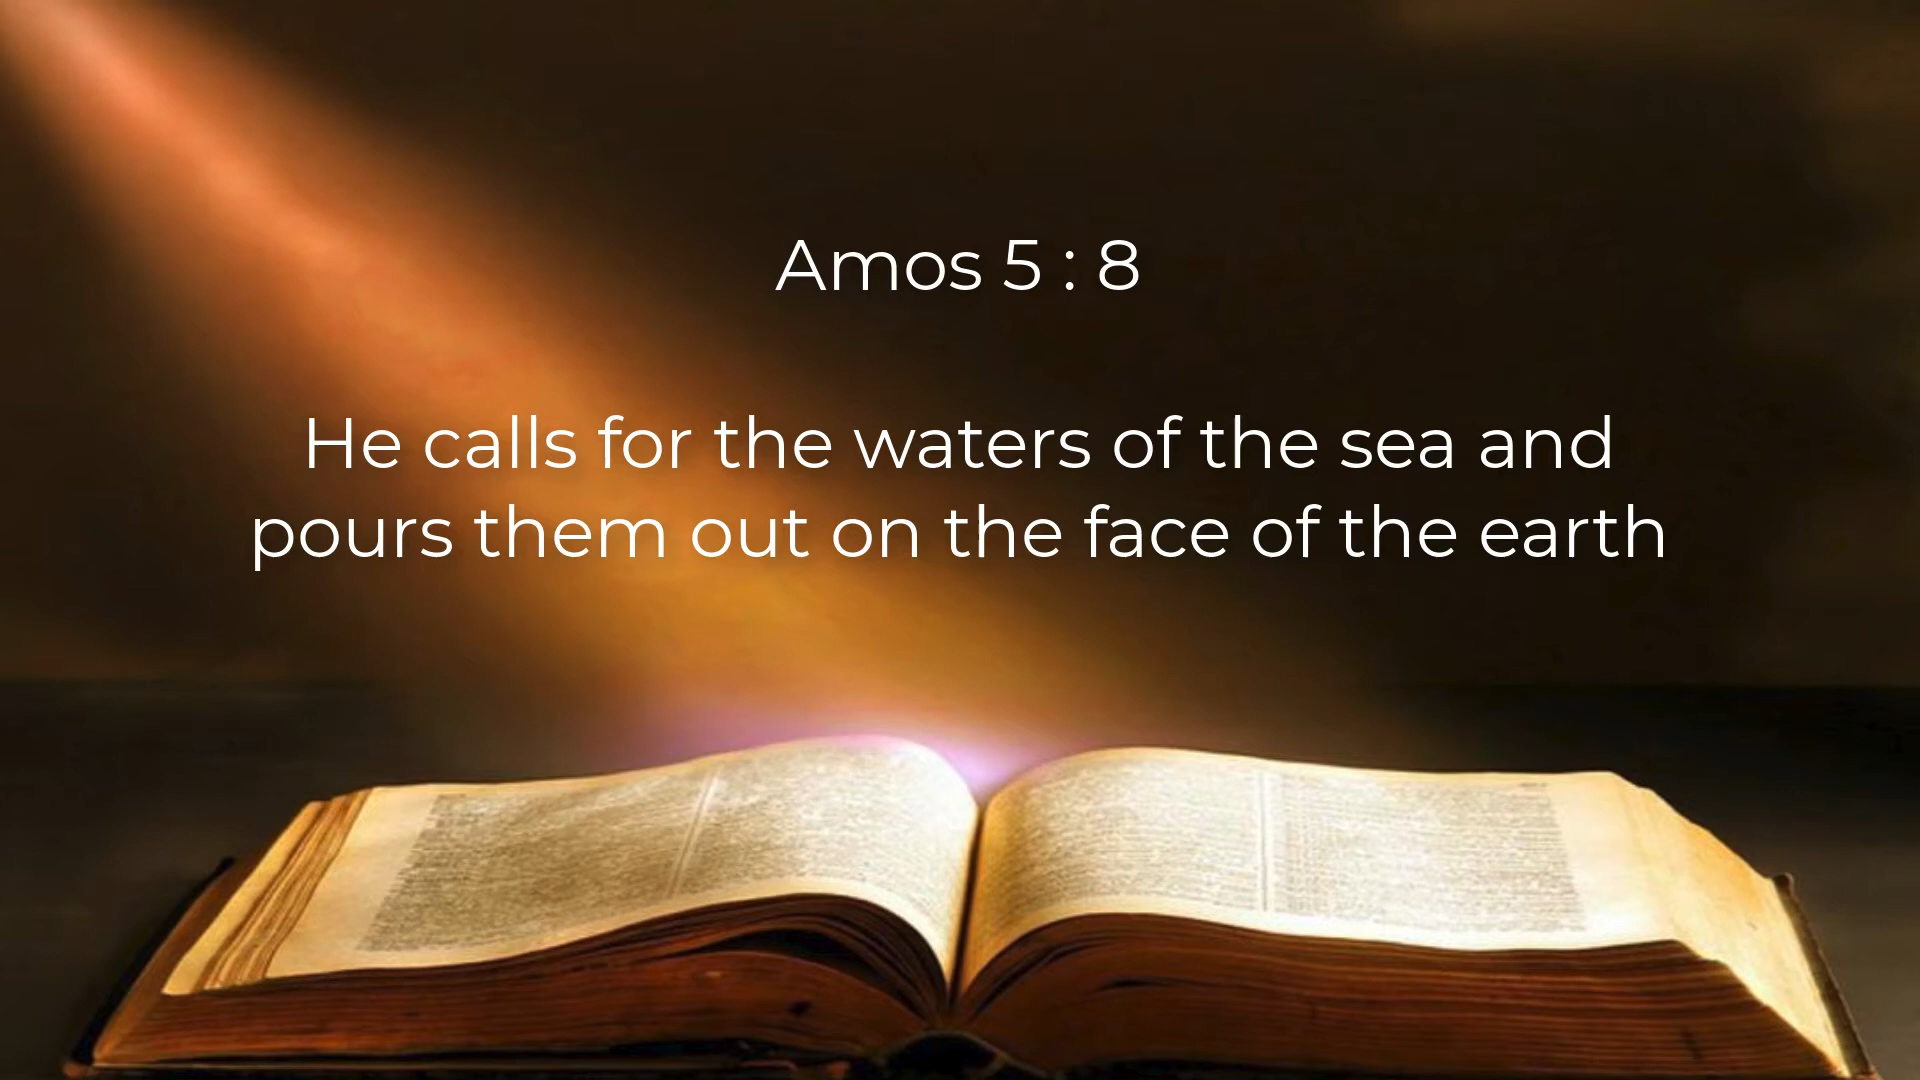 Amos 5 : 8
He calls for the waters of the sea and
pours them out on the face of the earth